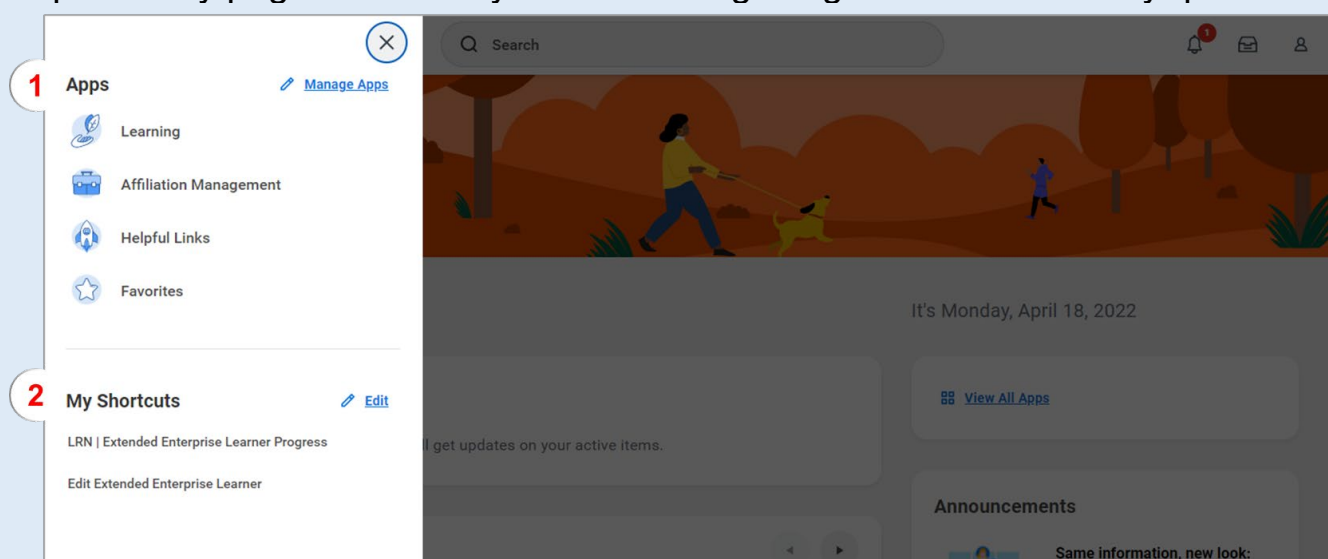 Search
1
1
Apps
Manage Apps
Learning
Affiliation Management
Helpful Links
Favorites
It's Monday, April 18, 2022
2
My Shortcuts
Edit
View All Apps
LRN | Extended Enterprise Learner Progress
get updates on your active items.
Edit Extended Enterprise Learner
Announcements
Same information, new look: